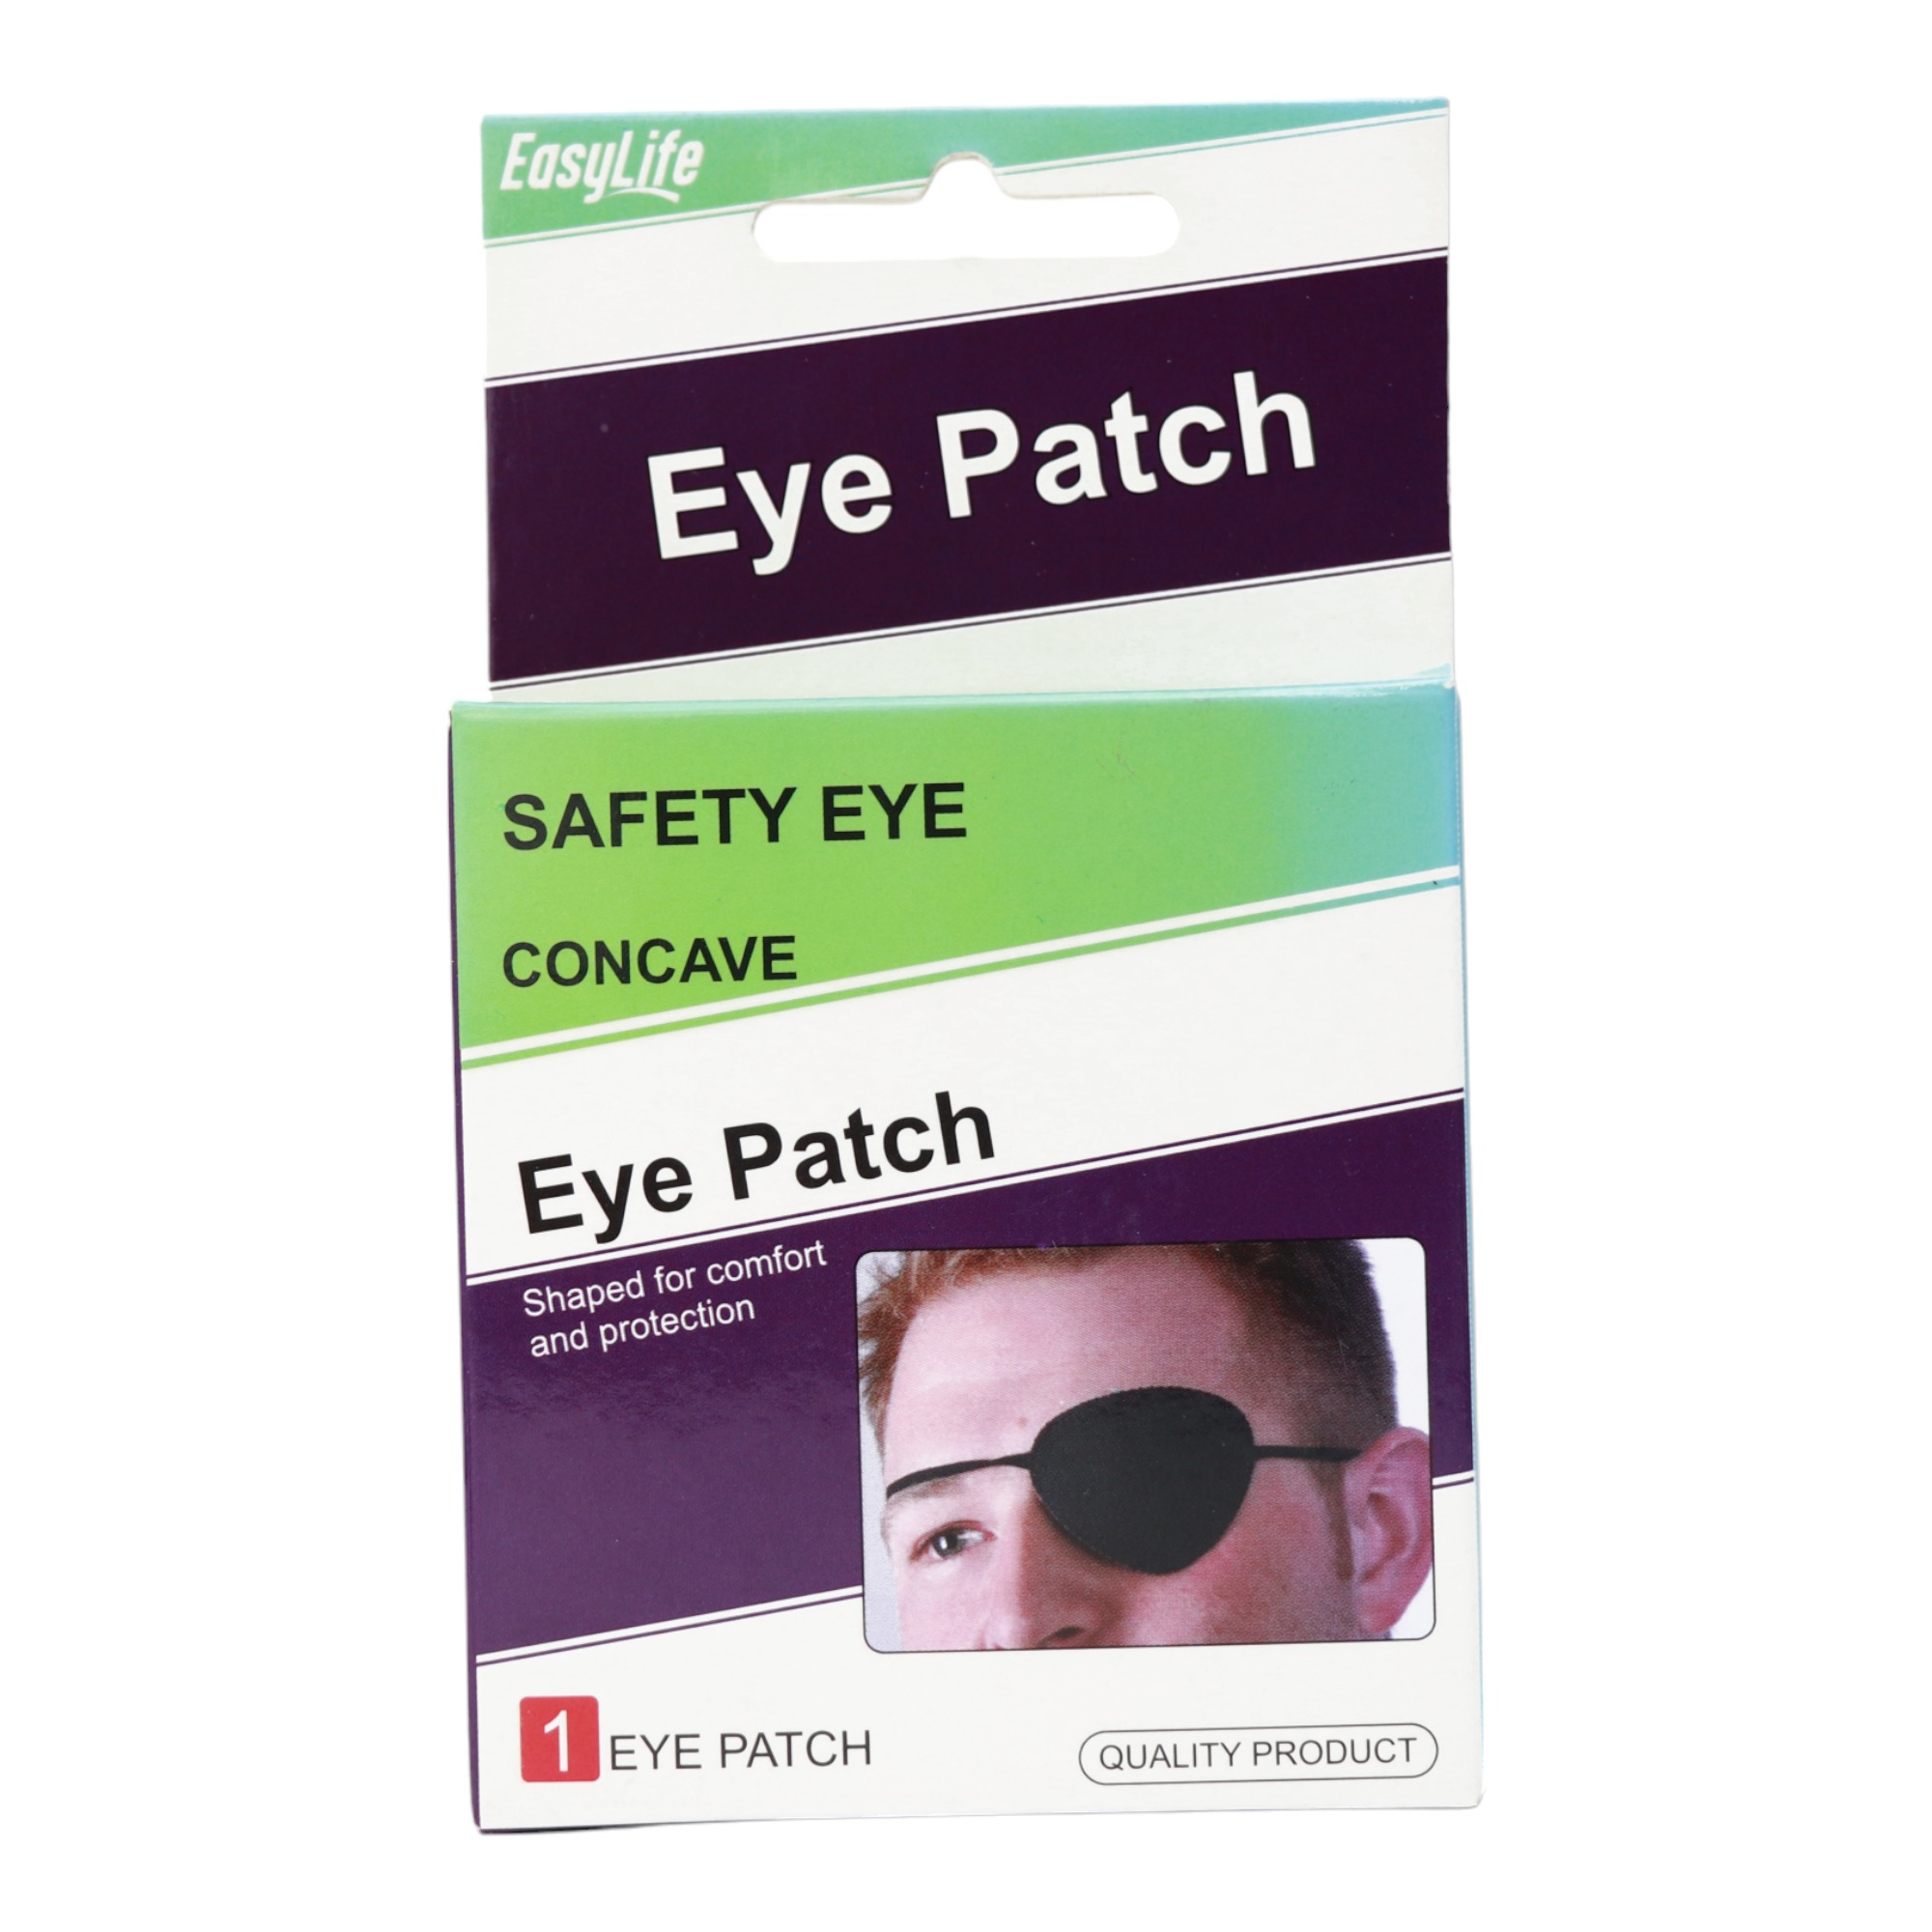 EasyLife
Eye Patch
SAFETY EYE
CONCAVE
Eye Patch
Shaped for comfort
and protection
1 EYE PATCH
QUALITY PRODUCT